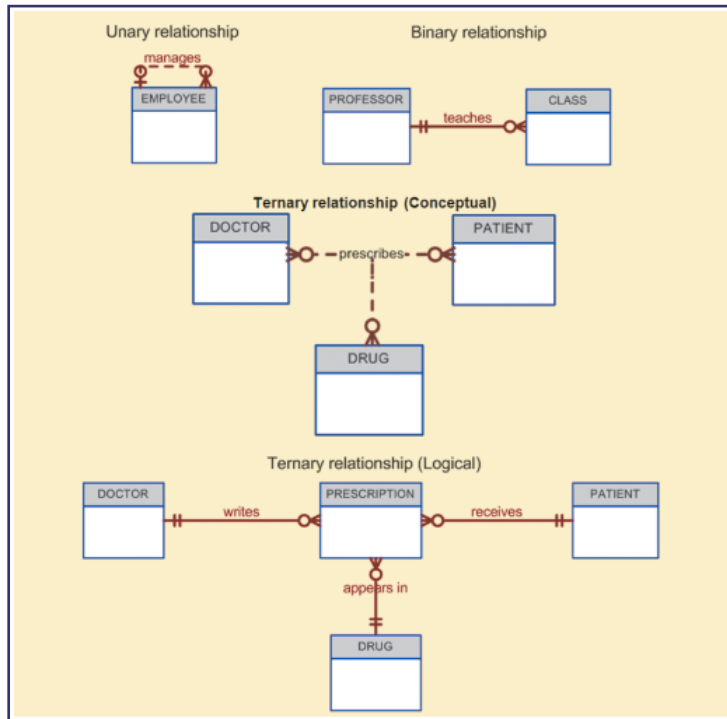 Unary relationship
Binary relationship
manages
EMPLOYEE
PROFESSOR
teaches
CLASS
Ternary relationship (Conceptual)
DOCTOR
PATIENT
prescribes
DRUG
Ternary relationship (Logical)
DOCTOR
PRESCRIPTION
PATIENT
writes
receives
appears in
DRUG